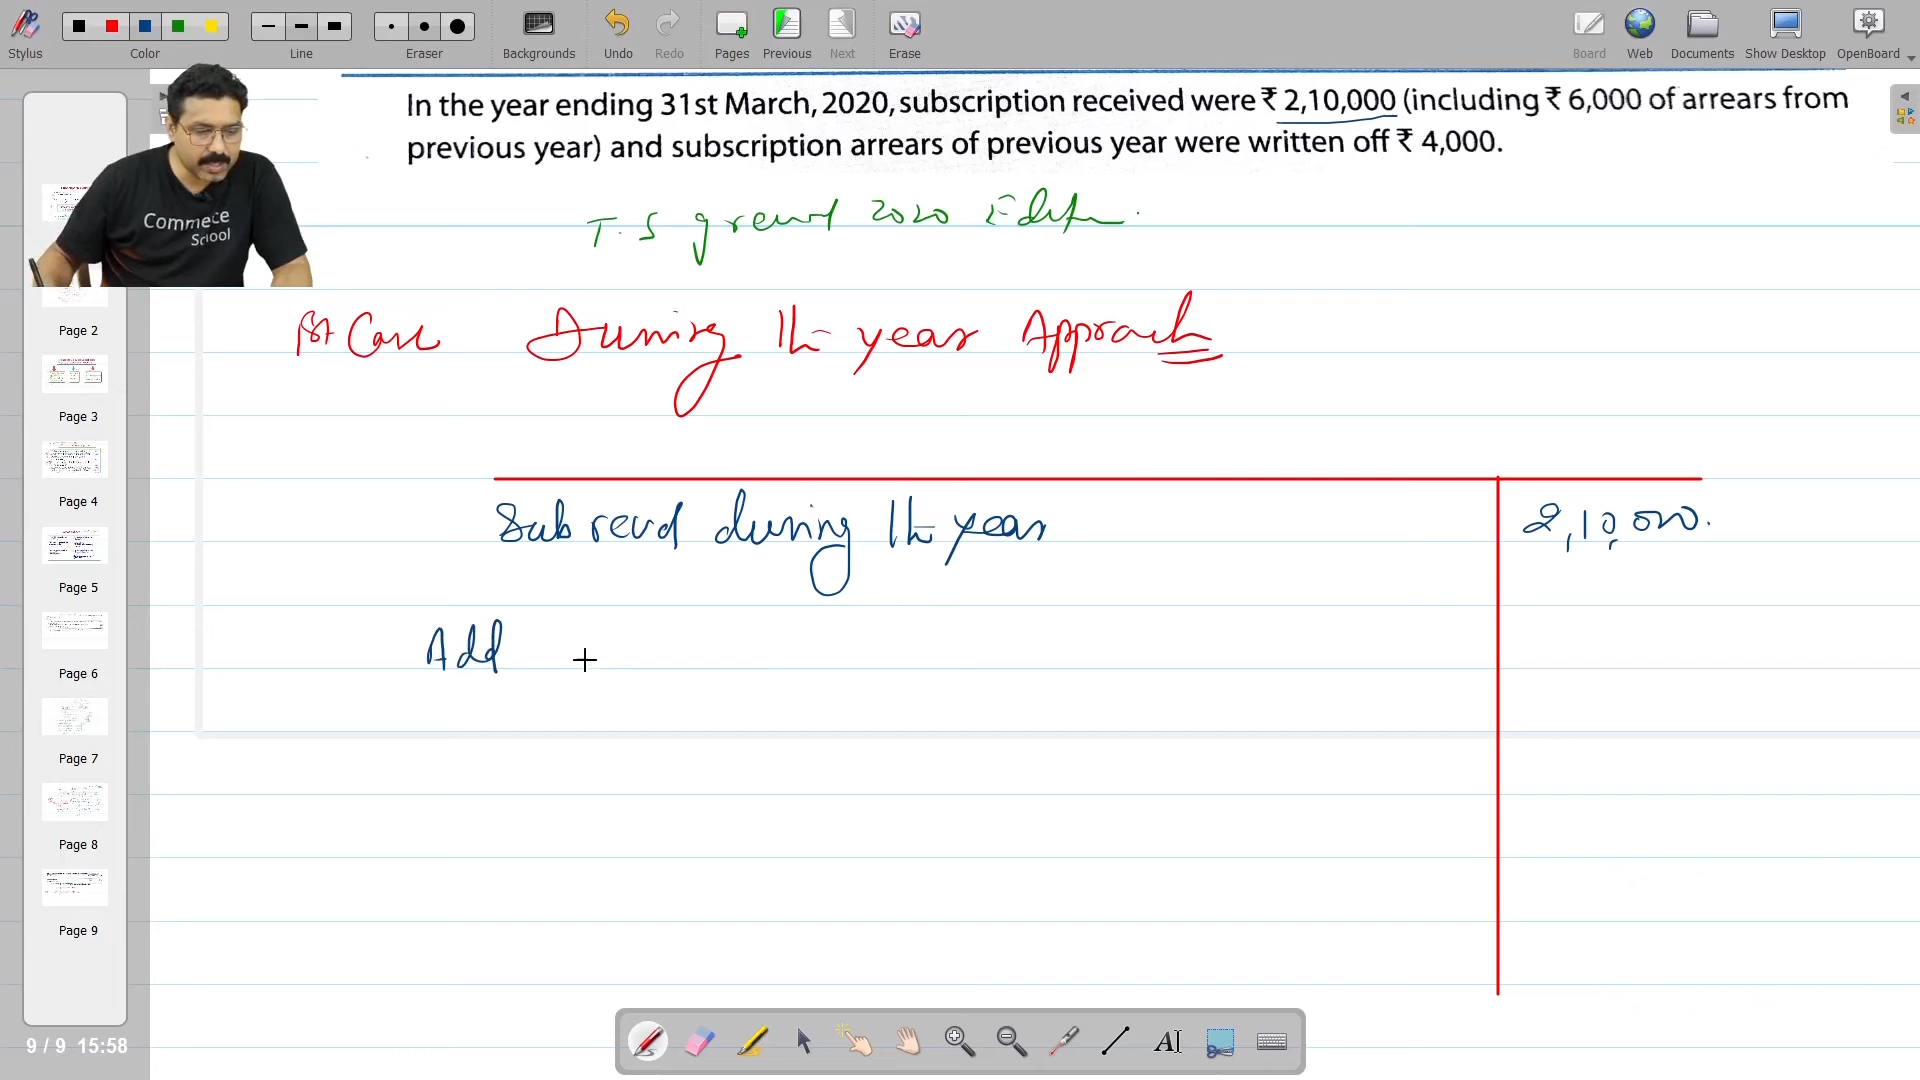 Stylus
Color
Line
Eraser
Backgrounds
Undo
Redo
Pages
Previous
Next
Erase
Board
Web
Documents
Show Desktop
OpenBoard
In the year ending 31st March, 2020, subscription received were ₹ 2,10,000 (including ₹ 6,000 of arrears from
previous year) and subscription arrears of previous year were written off ₹ 4,000.
Commece
School
T.S grewal 2020 Edition.
1st Case During the year Approach
Sub recvd during the year 2,10,000.
Add
Page 2
Page 3
Page 4
Page 5
Page 6
Page 7
Page 8
Page 9
9 / 9 15:58